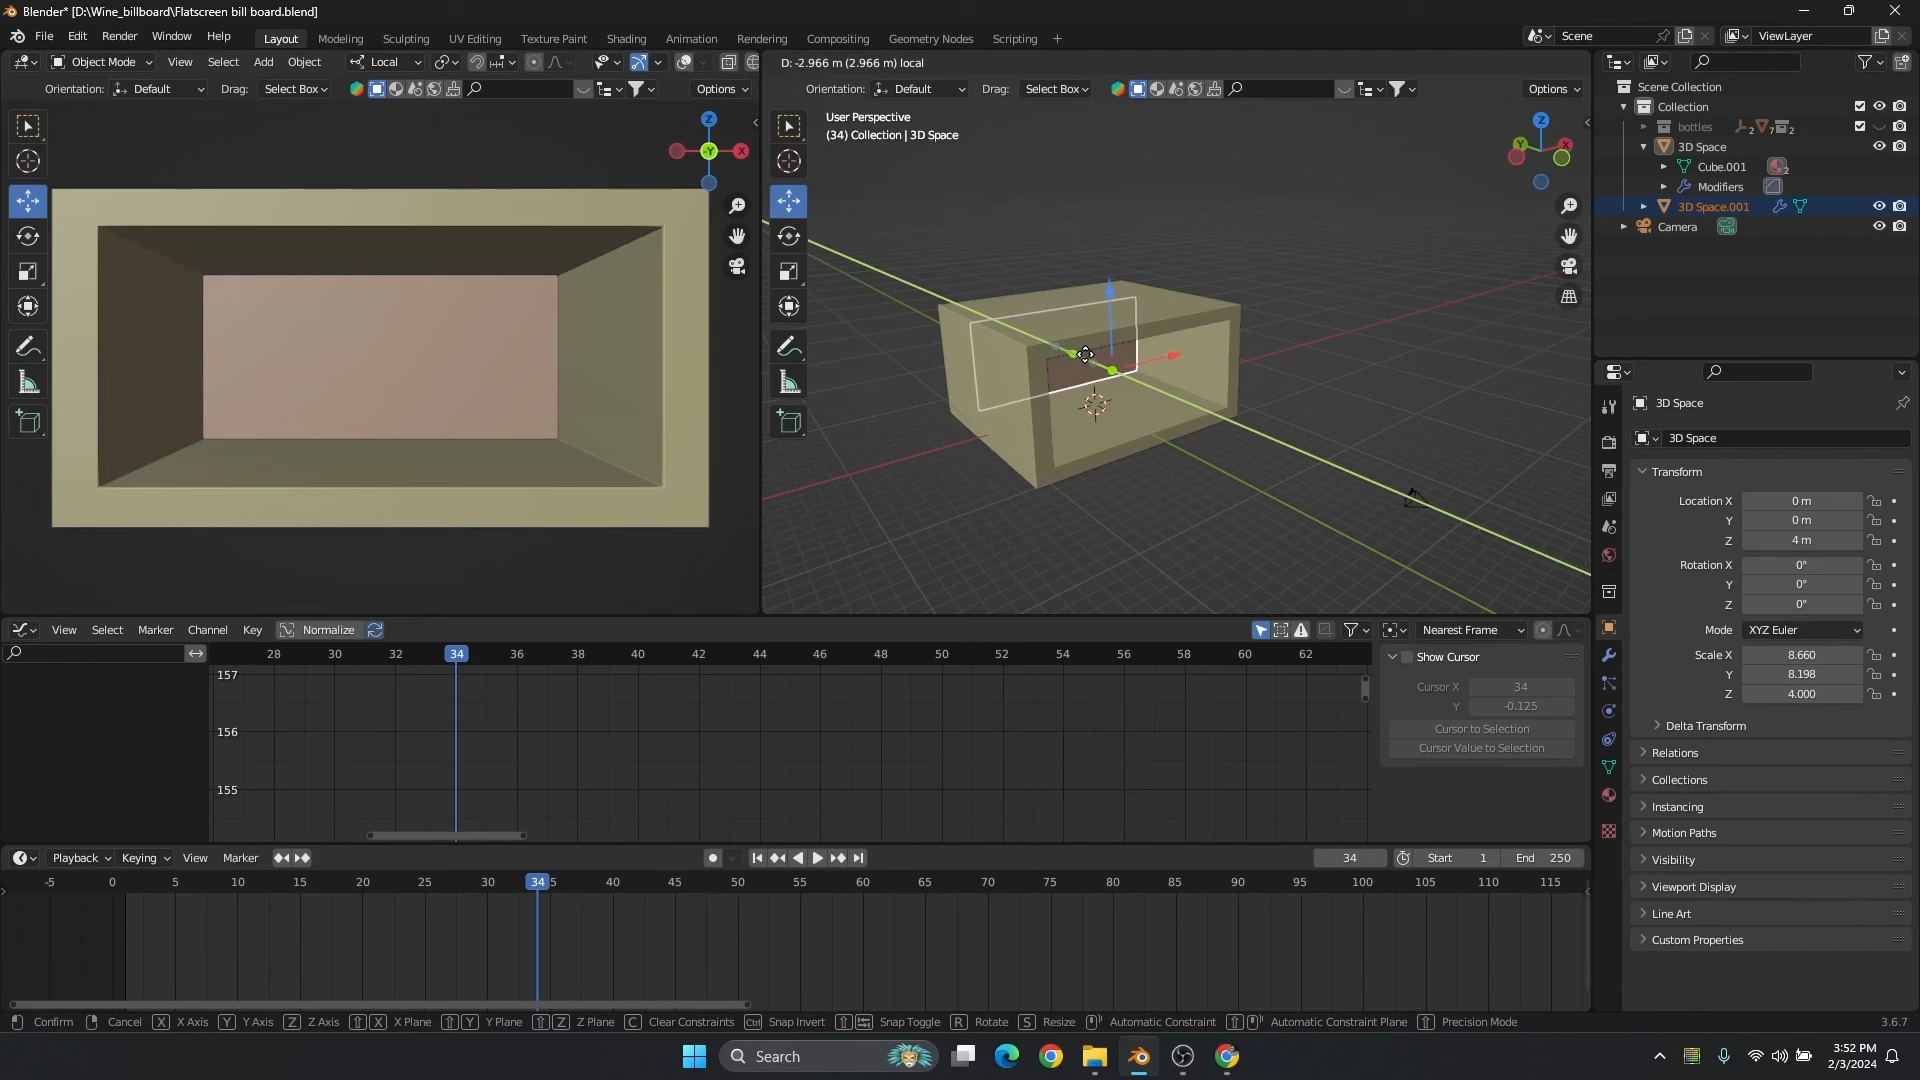 Blender* [D:\Wine_billboard\Flatscreen bill board.blend]
File Edit Render Window Help
Layout Modeling Sculpting UV Editing Texture Paint Shading Animation Rendering Compositing Geometry Nodes Scripting +
Scene
ViewLayer
Object Mode View Select Add Object Local
D: -2.966 m (2.966 m) local
Orientation: Default Drag: Select Box Options
Orientation: Default Drag: Select Box Options
User Perspective
(34) Collection | 3D Space
Z
-Y
X
Z
Y
X
Scene Collection
Collection
bottles 2 7 2
3D Space
Cube.001 2
Modifiers
3D Space.001
Camera
3D Space
3D Space
Transform
Location X 0 m
Y 0 m
Z 4 m
Rotation X 0°
Y 0°
Z 0°
Mode XYZ Euler
Scale X 8.660
Y 8.198
Z 4.000
Delta Transform
Relations
Collections
Instancing
Motion Paths
Visibility
Viewport Display
Line Art
Custom Properties
View Select Marker Channel Key Normalize
Nearest Frame
28 30 32 34 36 38 40 42 44 46 48 50 52 54 56 58 60 62
157
156
155
Show Cursor
Cursor X 34
Y -0.125
Cursor to Selection
Cursor Value to Selection
Playback Keying View Marker
34 Start 1 End 250
-5 0 5 10 15 20 25 30 34 5 40 45 50 55 60 65 70 75 80 85 90 95 100 105 110 115
Confirm Cancel X X Axis Y Y Axis Z Z Axis X X Plane Y Y Plane Z Z Plane C Clear Constraints Ctrl Snap Invert Snap Toggle R Rotate S Resize Automatic Constraint Automatic Constraint Plane Precision Mode 3.6.7
Search
3:52 PM
2/3/2024